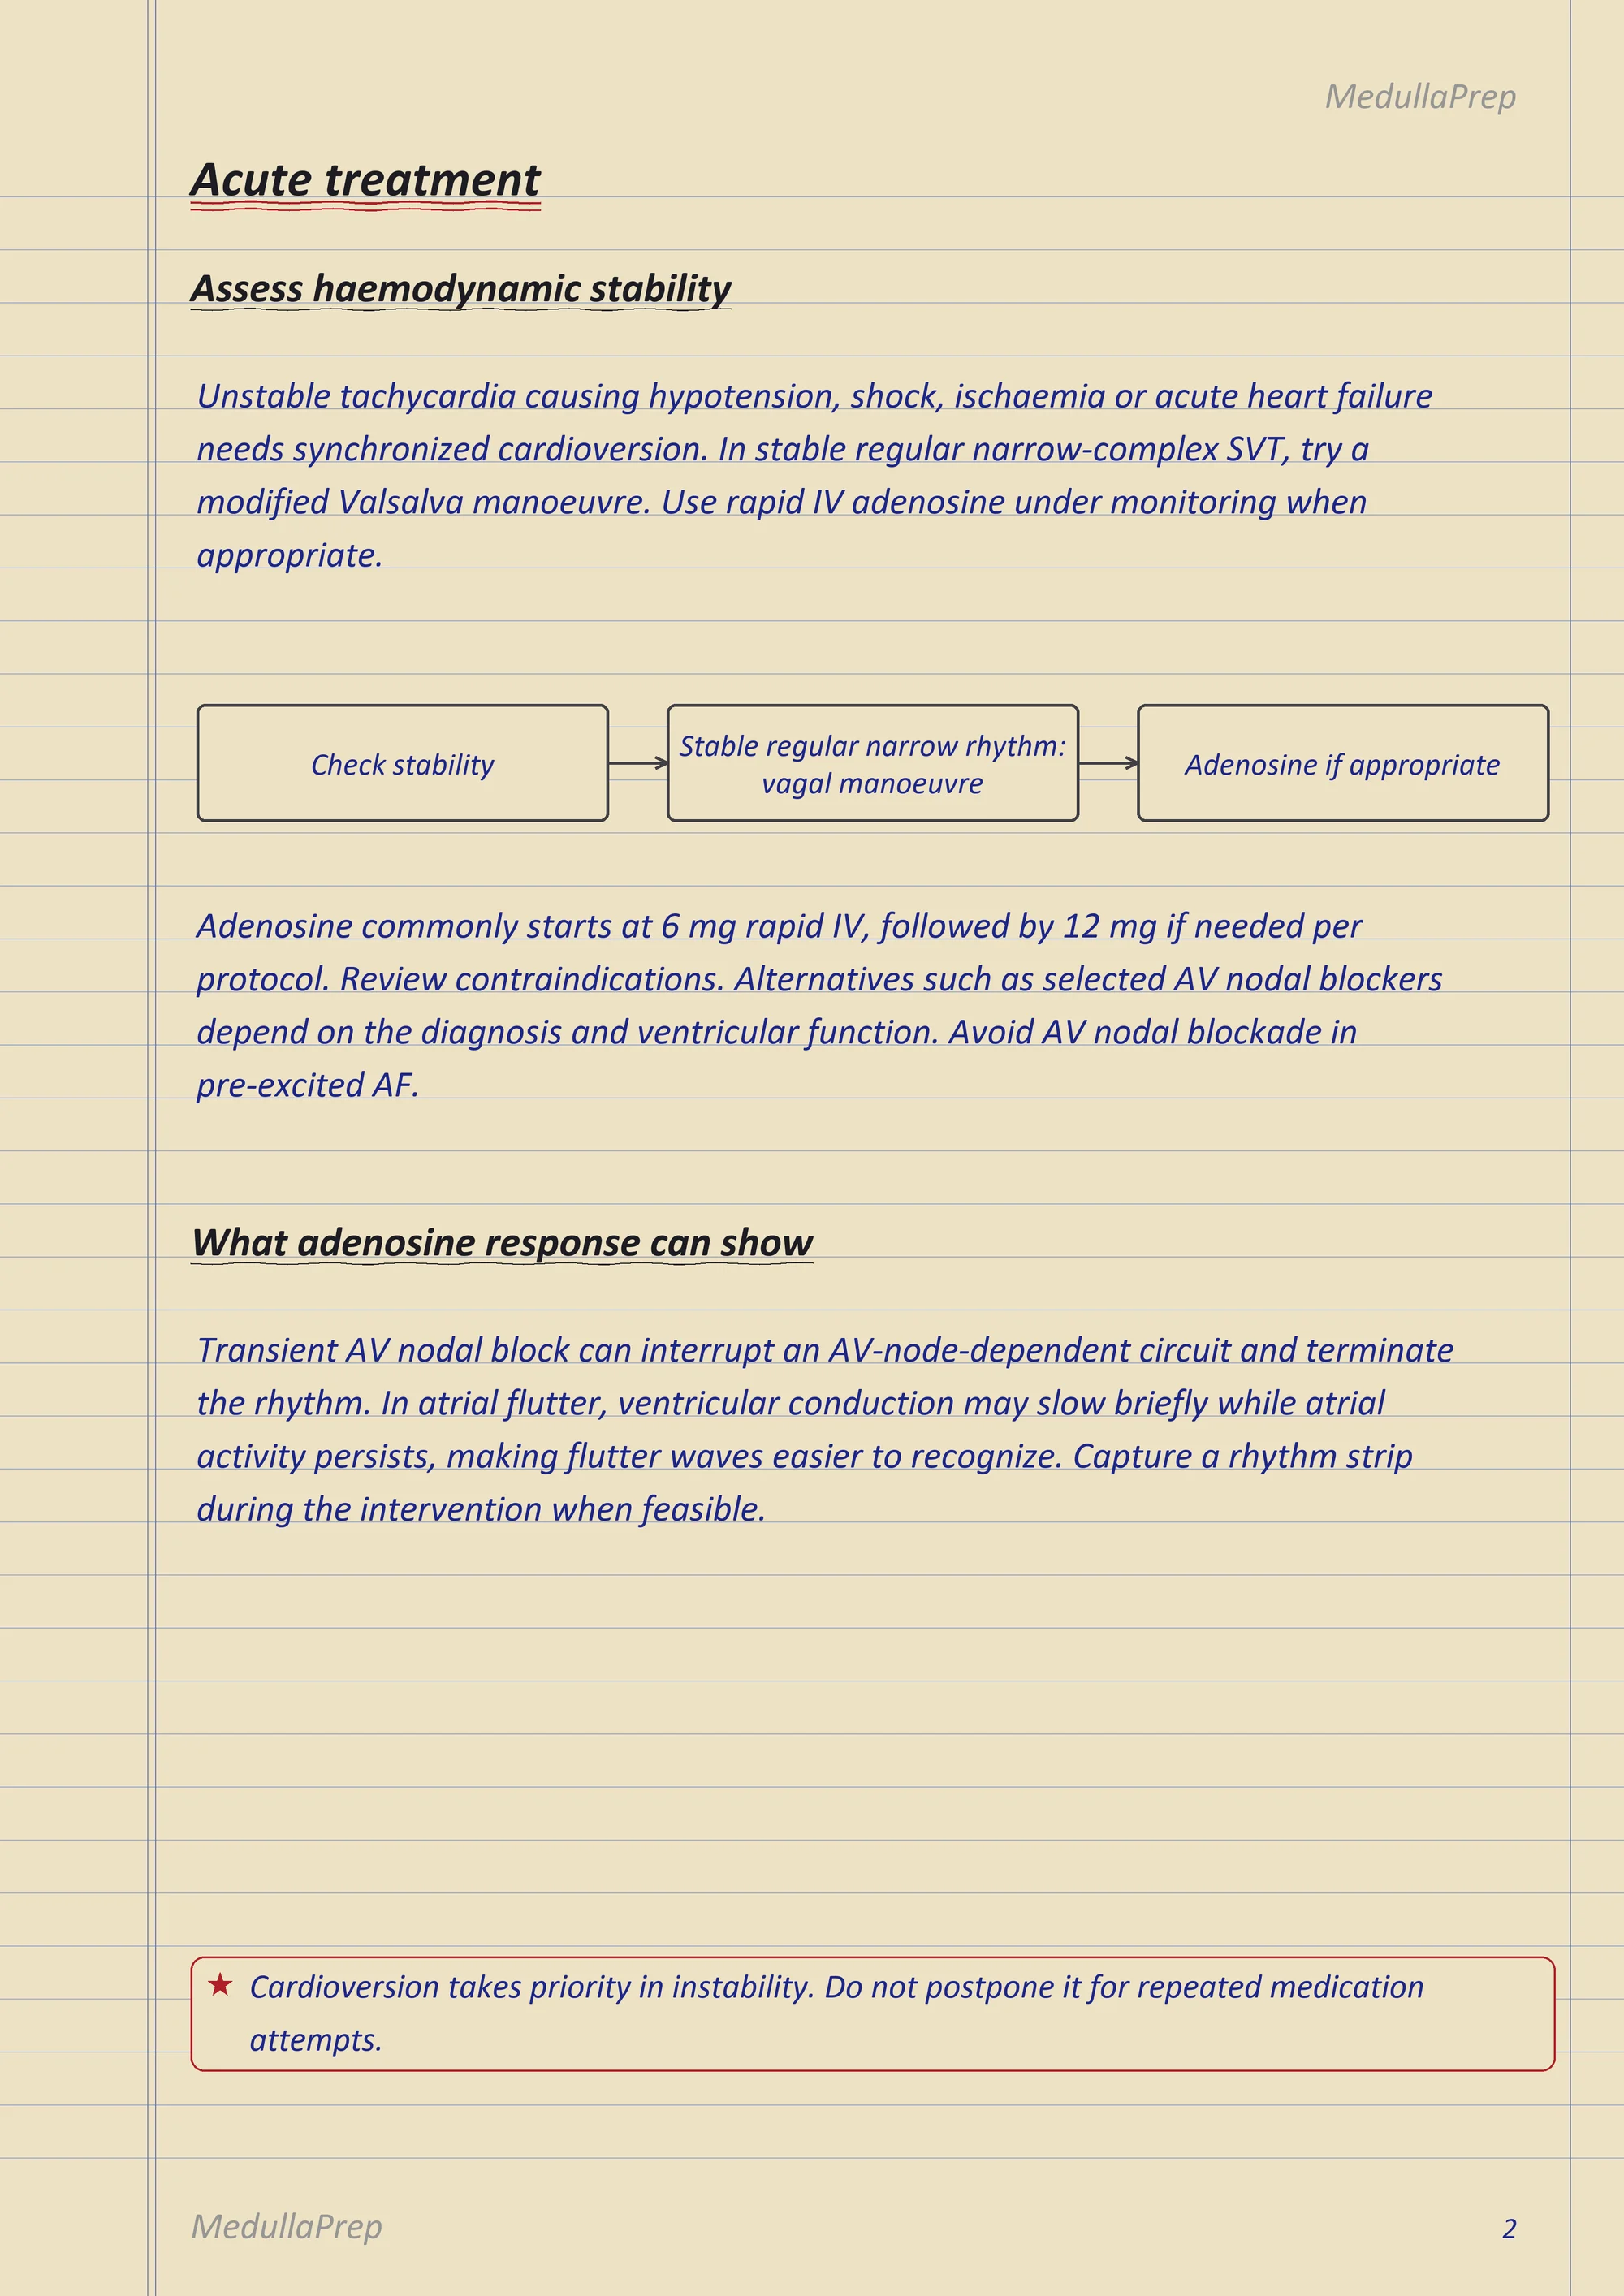 MedullaPrep
Acute treatment
Assess haemodynamic stability
Unstable tachycardia causing hypotension, shock, ischaemia or acute heart failure
needs synchronized cardioversion. In stable regular narrow-complex SVT, try a
modified Valsalva manoeuvre. Use rapid IV adenosine under monitoring when
appropriate.
Check stability
Stable regular narrow rhythm:
vagal manoeuvre
Adenosine if appropriate
Adenosine commonly starts at 6 mg rapid IV, followed by 12 mg if needed per
protocol. Review contraindications. Alternatives such as selected AV nodal blockers
depend on the diagnosis and ventricular function. Avoid AV nodal blockade in
pre-excited AF.
What adenosine response can show
Transient AV nodal block can interrupt an AV-node-dependent circuit and terminate
the rhythm. In atrial flutter, ventricular conduction may slow briefly while atrial
activity persists, making flutter waves easier to recognize. Capture a rhythm strip
during the intervention when feasible.
★ Cardioversion takes priority in instability. Do not postpone it for repeated medication
attempts.
MedullaPrep
2